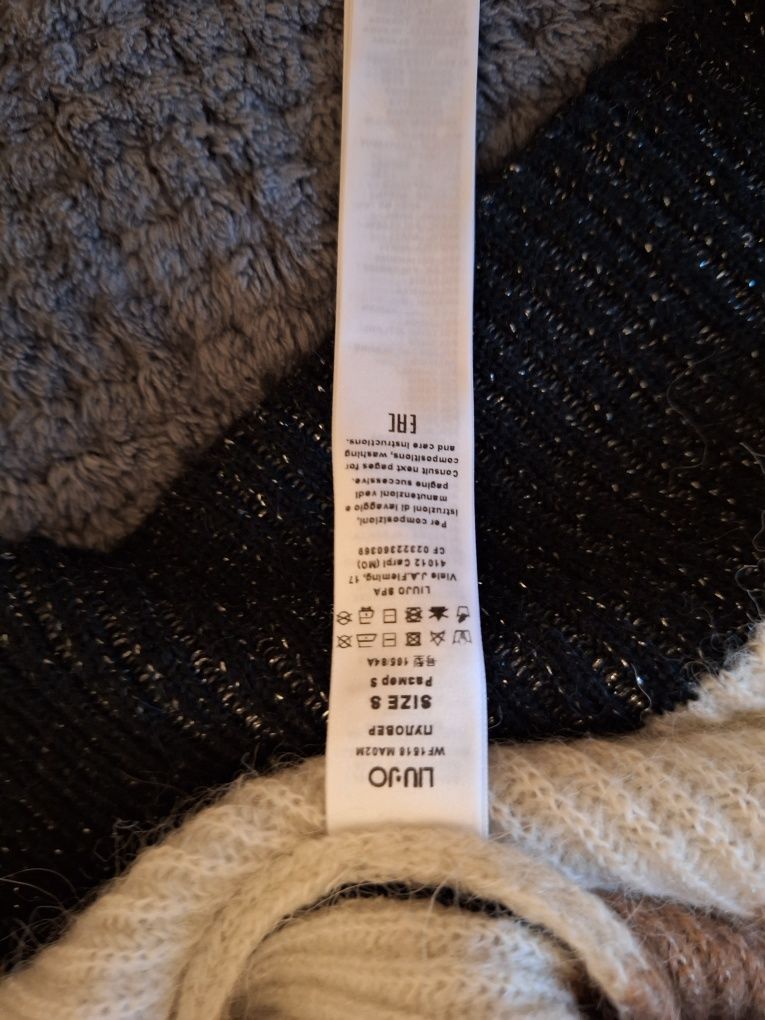 LIU·JO
WF1616 MA02M
ПУЛОВЕР
SIZE S
Размер S
号型 165/84A
LIUJO SPA
Viale J.A.Fleming, 17
41012 Carpi (MO)
CF 02322360369
Per composizioni,
istruzioni di lavaggio e
manutenzioni vedi
pagine successive.
Consult next pages for
compositions, washing
and care instructions.
EAC